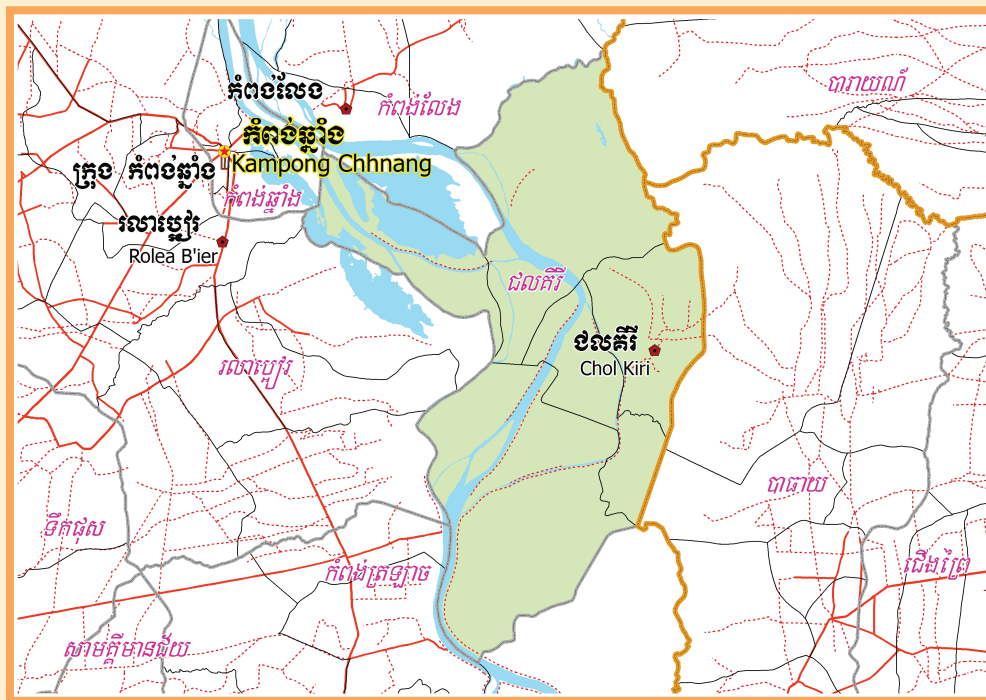 កំពង់លែង
កំពង់លែង
បារាយណ៍
កំពង់ឆ្នាំង
Kampong Chhnang
ក្រុង កំពង់ឆ្នាំង
កំពង់ឆ្នាំង
រលាប្អៀរ
Rolea B'ier
ជលគីរី
ជលគីរី
Chol Kiri
រលាប្អៀរ
បាធាយ
ទឹកផុស
កំពង់ត្រឡាច
ជើងព្រៃ
សាមគ្គីមានជ័យ